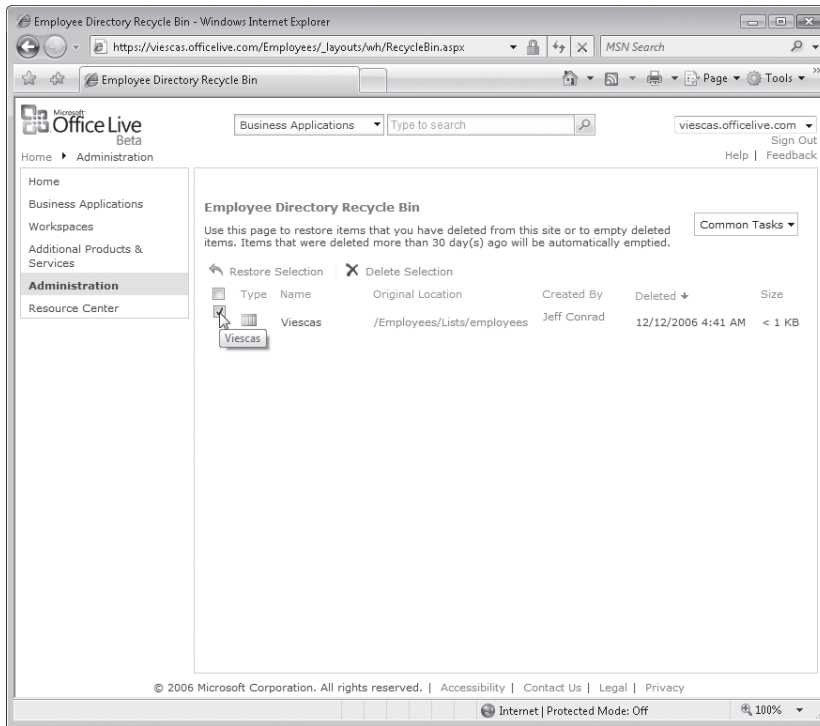 Employee Directory Recycle Bin - Windows Internet Explorer
https://viescas.officelive.com/Employees/_layouts/wh/RecycleBin.aspx
MSN Search
Employee Directory Recycle Bin
Page
Tools
Microsoft
Office Live
Beta
Business Applications
Type to search
viescas.officelive.com
Sign Out
Home Administration
Help | Feedback
Home
Business Applications
Workspaces
Additional Products &
Services
Administration
Resource Center
Employee Directory Recycle Bin
Use this page to restore items that you have deleted from this site or to empty deleted
items. Items that were deleted more than 30 day(s) ago will be automatically emptied.
Common Tasks
Restore Selection Delete Selection
Type Name Original Location Created By Deleted Size
Viescas /Employees/Lists/employees Jeff Conrad 12/12/2006 4:41 AM < 1 KB
Viescas
© 2006 Microsoft Corporation. All rights reserved. | Accessibility | Contact Us | Legal | Privacy
Internet | Protected Mode: Off
100%